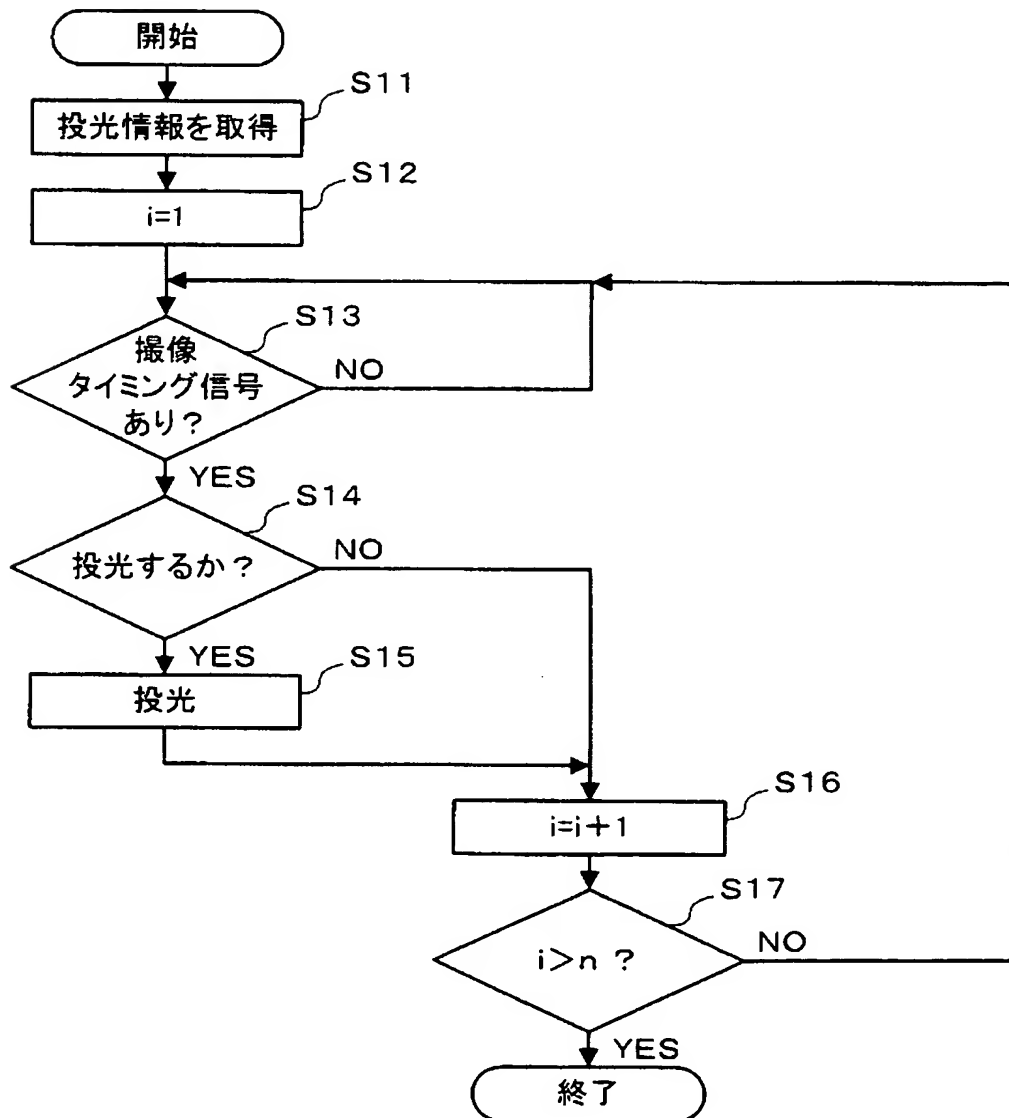 開始
S11
投光情報を取得
S12
i=1
S13
撮像
タイミング信号
あり?
NO
YES
S14
投光するか?
NO
YES
S15
投光
S16
i=i+1
S17
i>n ?
NO
YES
終了